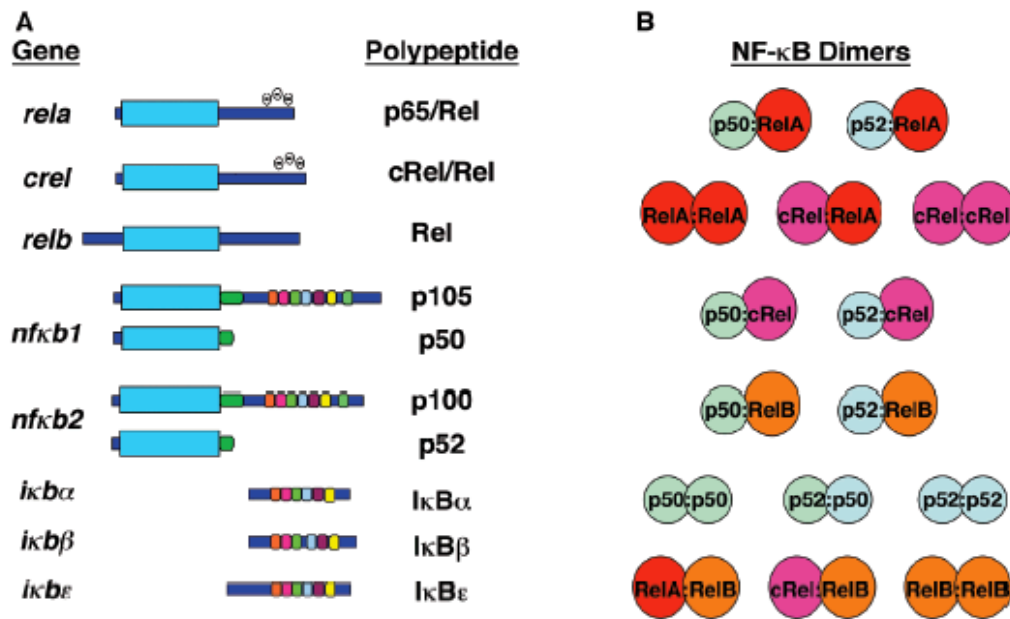 A
Gene Polypeptide
rela p65/Rel
crel cRel/Rel
relb Rel
p105
nfκb1
p50
p100
nfκb2
p52
iκbα IκBα
iκbβ IκBβ
iκbε IκBε
B
NF-κB Dimers
p50:RelA p52:RelA
RelA:RelA cRel:RelA cRel:cRel
p50:cRel p52:cRel
p50:RelB p52:RelB
p50:p50 p52:p50 p52:p52
RelA:RelB cRel:RelB RelB:RelB